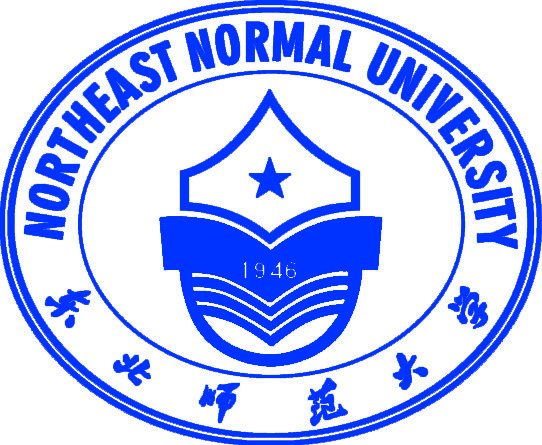 NORTHEAST NORMAL UNIVERSITY
1946
东北师范大学